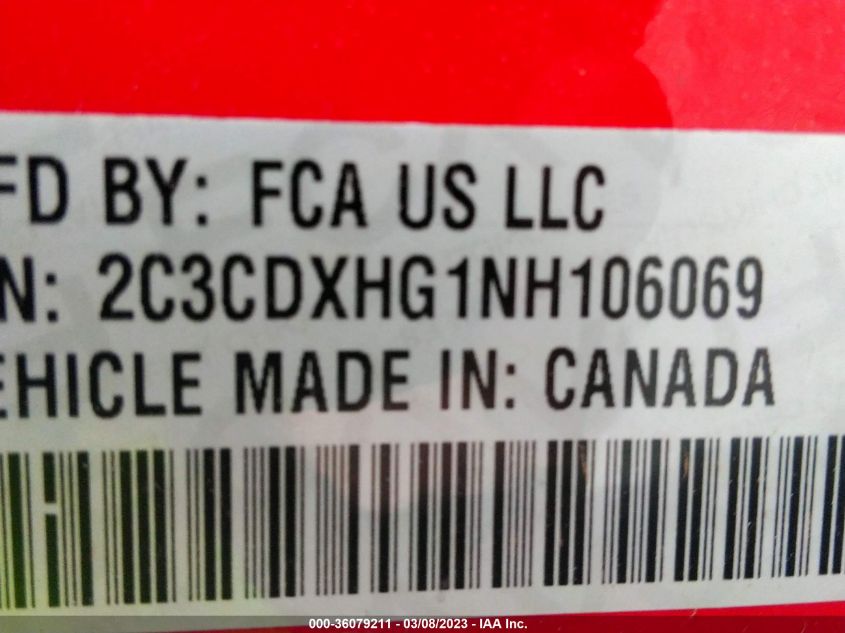 FD BY: FCA US LLC
N: 2C3CDXHG1NH106069
EHICLE MADE IN: CANADA
000-36079211 - 03/08/2023 - IAA Inc.